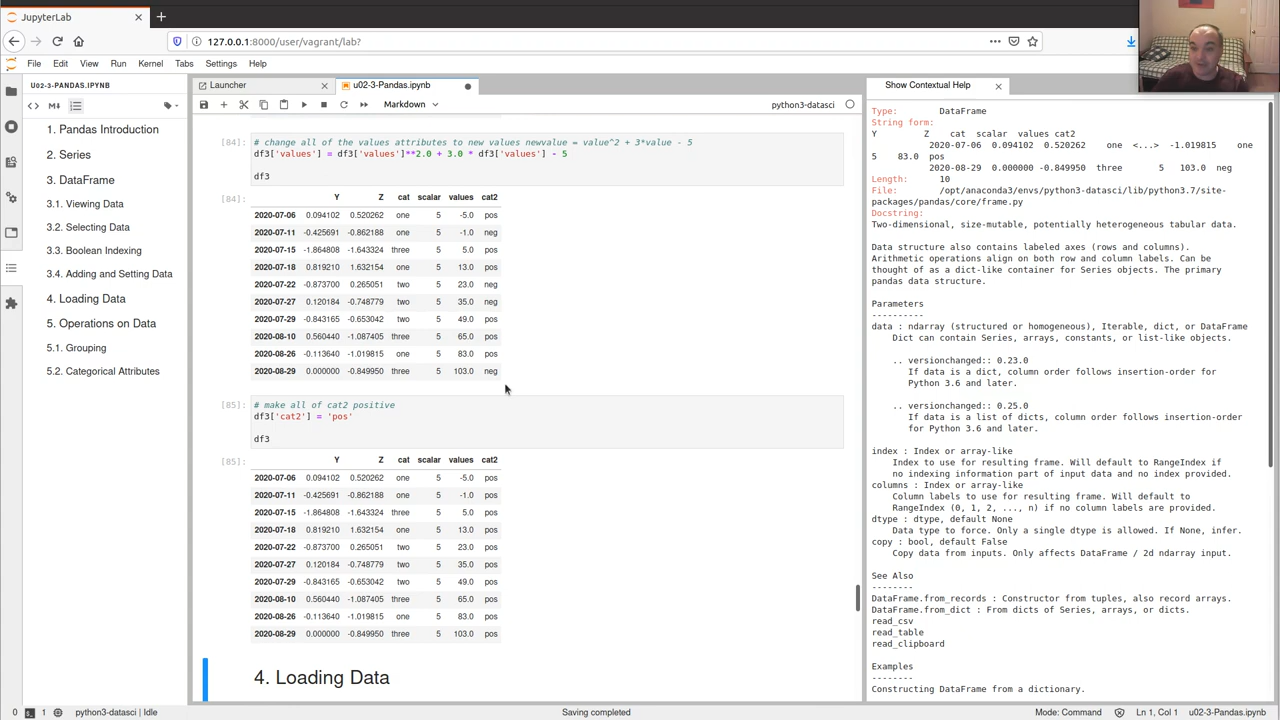 JupyterLab
127.0.0.1:8000/user/vagrant/lab?
File Edit View Run Kernel Tabs Settings Help
U02-3-PANDAS.IPYNB
1. Pandas Introduction
2. Series
3. DataFrame
3.1. Viewing Data
3.2. Selecting Data
3.3. Boolean Indexing
3.4. Adding and Setting Data
4. Loading Data
5. Operations on Data
5.1. Grouping
5.2. Categorical Attributes
Launcher
u02-3-Pandas.ipynb
Markdown
python3-datasci
[84]:
# change all of the values attributes to new values newvalue = value^2 + 3*value - 5
df3['values'] = df3['values']**2.0 + 3.0 * df3['values'] - 5
df3
[84]:
Y Z cat scalar values cat2
2020-07-06 0.094102 0.520262 one 5 -5.0 pos
2020-07-11 -0.425691 -0.862188 one 5 -1.0 neg
2020-07-15 -1.864808 -1.643324 three 5 5.0 pos
2020-07-18 0.819210 1.632154 one 5 13.0 pos
2020-07-22 -0.873700 0.265051 two 5 23.0 neg
2020-07-27 0.120184 -0.748779 two 5 35.0 neg
2020-07-29 -0.843165 -0.653042 two 5 49.0 pos
2020-08-10 0.560440 -1.087405 three 5 65.0 pos
2020-08-26 -0.113640 -1.019815 one 5 83.0 pos
2020-08-29 0.000000 -0.849950 three 5 103.0 neg
[85]:
# make all of cat2 positive
df3['cat2'] = 'pos'
df3
[85]:
Y Z cat scalar values cat2
2020-07-06 0.094102 0.520262 one 5 -5.0 pos
2020-07-11 -0.425691 -0.862188 one 5 -1.0 pos
2020-07-15 -1.864808 -1.643324 three 5 5.0 pos
2020-07-18 0.819210 1.632154 one 5 13.0 pos
2020-07-22 -0.873700 0.265051 two 5 23.0 pos
2020-07-27 0.120184 -0.748779 two 5 35.0 pos
2020-07-29 -0.843165 -0.653042 two 5 49.0 pos
2020-08-10 0.560440 -1.087405 three 5 65.0 pos
2020-08-26 -0.113640 -1.019815 one 5 83.0 pos
2020-08-29 0.000000 -0.849950 three 5 103.0 pos
4. Loading Data
Show Contextual Help
Type: DataFrame
String form:
Y Z cat scalar values cat2
2020-07-06 0.094102 0.520262 one <...> -1.019815 one
5 83.0 pos
2020-08-29 0.000000 -0.849950 three 5 103.0 neg
Length: 10
File: /opt/anaconda3/envs/python3-datasci/lib/python3.7/site-
packages/pandas/core/frame.py
Docstring:
Two-dimensional, size-mutable, potentially heterogeneous tabular data.
Data structure also contains labeled axes (rows and columns).
Arithmetic operations align on both row and column labels. Can be
thought of as a dict-like container for Series objects. The primary
pandas data structure.
Parameters
----------
data : ndarray (structured or homogeneous), Iterable, dict, or DataFrame
Dict can contain Series, arrays, constants, or list-like objects.
.. versionchanged:: 0.23.0
If data is a dict, column order follows insertion-order for
Python 3.6 and later.
.. versionchanged:: 0.25.0
If data is a list of dicts, column order follows insertion-order
for Python 3.6 and later.
index : Index or array-like
Index to use for resulting frame. Will default to RangeIndex if
no indexing information part of input data and no index provided.
columns : Index or array-like
Column labels to use for resulting frame. Will default to
RangeIndex (0, 1, 2, ..., n) if no column labels are provided.
dtype : dtype, default None
Data type to force. Only a single dtype is allowed. If None, infer.
copy : bool, default False
Copy data from inputs. Only affects DataFrame / 2d ndarray input.
See Also
--------
DataFrame.from_records : Constructor from tuples, also record arrays.
DataFrame.from_dict : From dicts of Series, arrays, or dicts.
read_csv
read_table
read_clipboard
Examples
--------
Constructing DataFrame from a dictionary.
0 1 python3-datasci | Idle Saving completed Mode: Command Ln 1, Col 1 u02-3-Pandas.ipynb